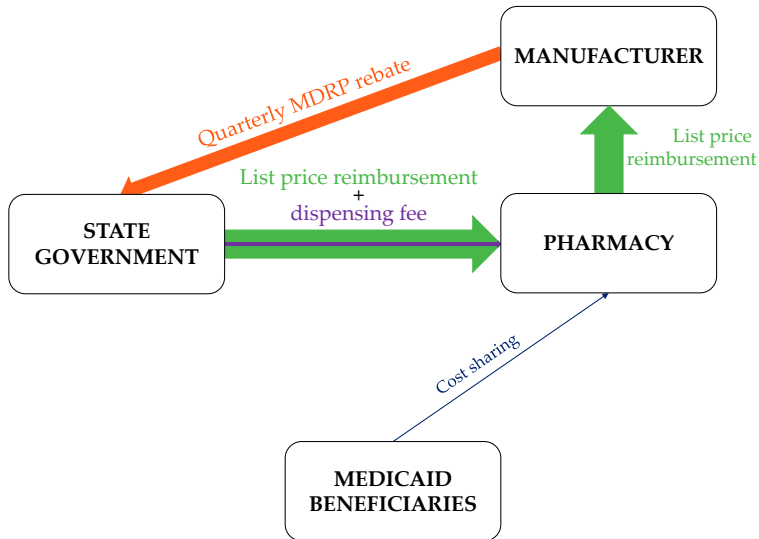 MANUFACTURER
Quarterly MDRP rebate
List price
reimbursement
List price reimbursement
+
dispensing fee
STATE
GOVERNMENT
PHARMACY
Cost sharing
MEDICAID
BENEFICIARIES